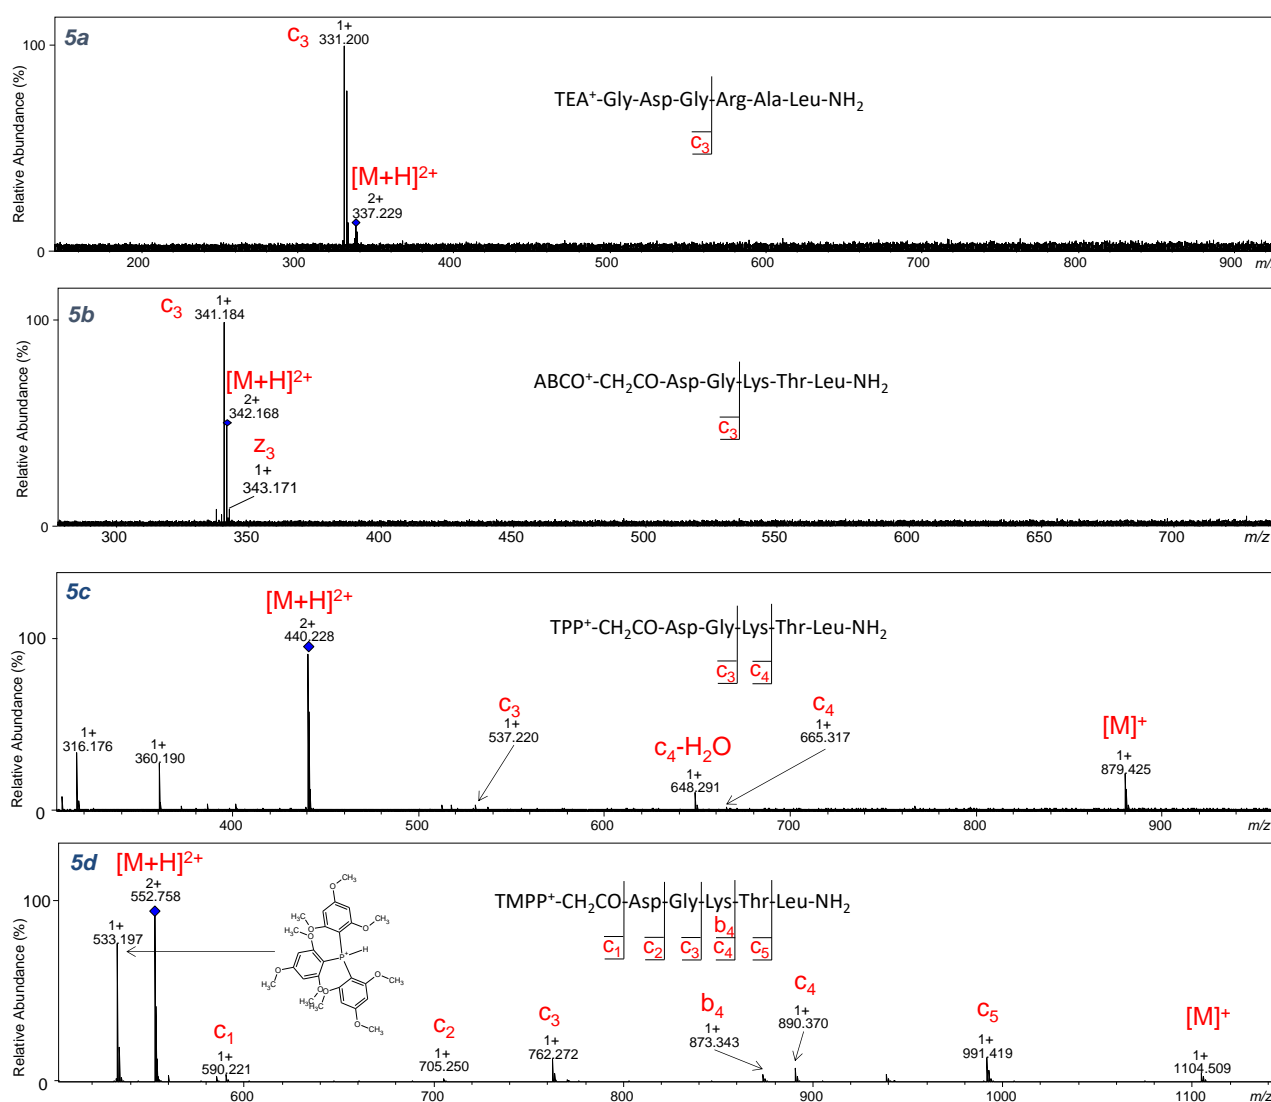 5a
Relative Abundance (%)
100
0
c3
1+
331.200
[M+H]2+
2+
337.229
TEA+-Gly-Asp-Gly-Arg-Ala-Leu-NH2
c3
200 300 400 500 600 700 800 900 m/z
5b
Relative Abundance (%)
100
0
c3
1+
341.184
[M+H]2+
2+
342.168
z3
1+
343.171
ABCO+-CH2CO-Asp-Gly-Lys-Thr-Leu-NH2
c3
300 350 400 450 500 550 600 650 700 m/z
5c
Relative Abundance (%)
100
0
1+
316.176
1+
360.190
[M+H]2+
2+
440.228
c3
1+
537.220
c4-H2O
1+
648.291
c4
1+
665.317
[M]+
1+
879.425
TPP+-CH2CO-Asp-Gly-Lys-Thr-Leu-NH2
c3 c4
400 500 600 700 800 900 m/z
5d
Relative Abundance (%)
100
0
1+
533.197
[M+H]2+
2+
552.758
TMPP+-CH2CO-Asp-Gly-Lys-Thr-Leu-NH2
b4
c1 c2 c3 c4 c5
c1
1+
590.221
c2
1+
705.250
c3
1+
762.272
b4
1+
873.343
c4
1+
890.370
c5
1+
991.419
[M]+
1+
1104.509
600 700 800 900 1000 1100 m/z